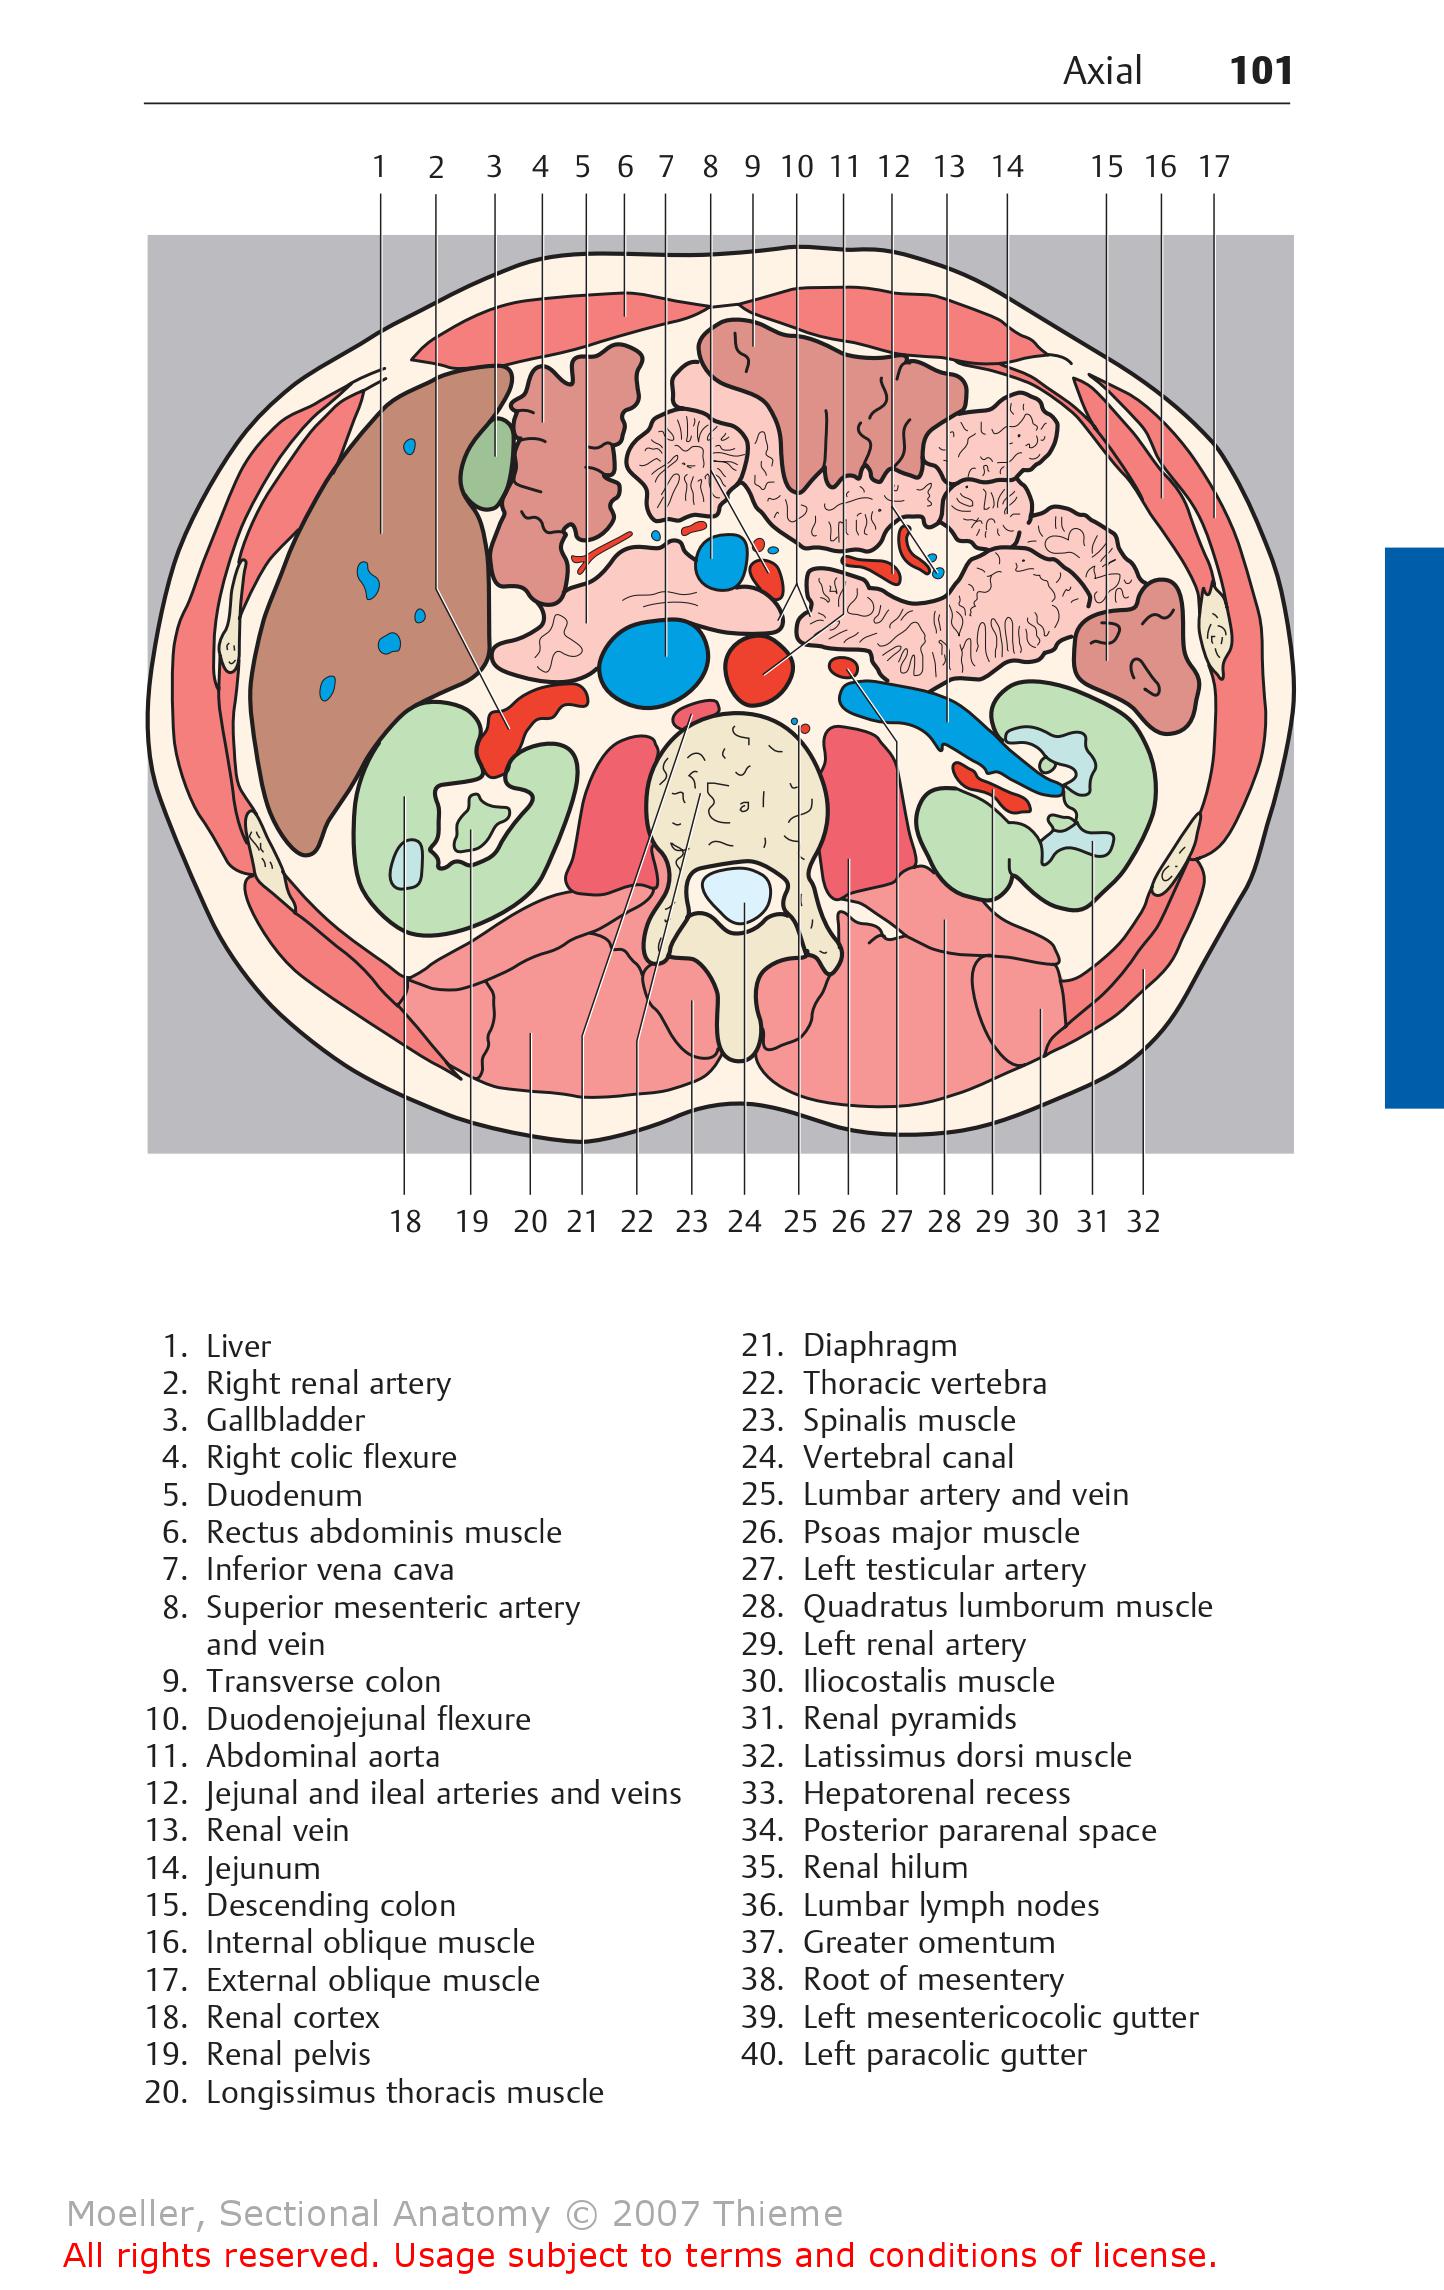 Axial 101
1 2 3 4 5 6 7 8 9 10 11 12 13 14 15 16 17
18 19 20 21 22 23 24 25 26 27 28 29 30 31 32
1. Liver
2. Right renal artery
3. Gallbladder
4. Right colic flexure
5. Duodenum
6. Rectus abdominis muscle
7. Inferior vena cava
8. Superior mesenteric artery
and vein
9. Transverse colon
10. Duodenojejunal flexure
11. Abdominal aorta
12. Jejunal and ileal arteries and veins
13. Renal vein
14. Jejunum
15. Descending colon
16. Internal oblique muscle
17. External oblique muscle
18. Renal cortex
19. Renal pelvis
20. Longissimus thoracis muscle
21. Diaphragm
22. Thoracic vertebra
23. Spinalis muscle
24. Vertebral canal
25. Lumbar artery and vein
26. Psoas major muscle
27. Left testicular artery
28. Quadratus lumborum muscle
29. Left renal artery
30. Iliocostalis muscle
31. Renal pyramids
32. Latissimus dorsi muscle
33. Hepatorenal recess
34. Posterior pararenal space
35. Renal hilum
36. Lumbar lymph nodes
37. Greater omentum
38. Root of mesentery
39. Left mesentericocolic gutter
40. Left paracolic gutter
Moeller, Sectional Anatomy © 2007 Thieme
All rights reserved. Usage subject to terms and conditions of license.